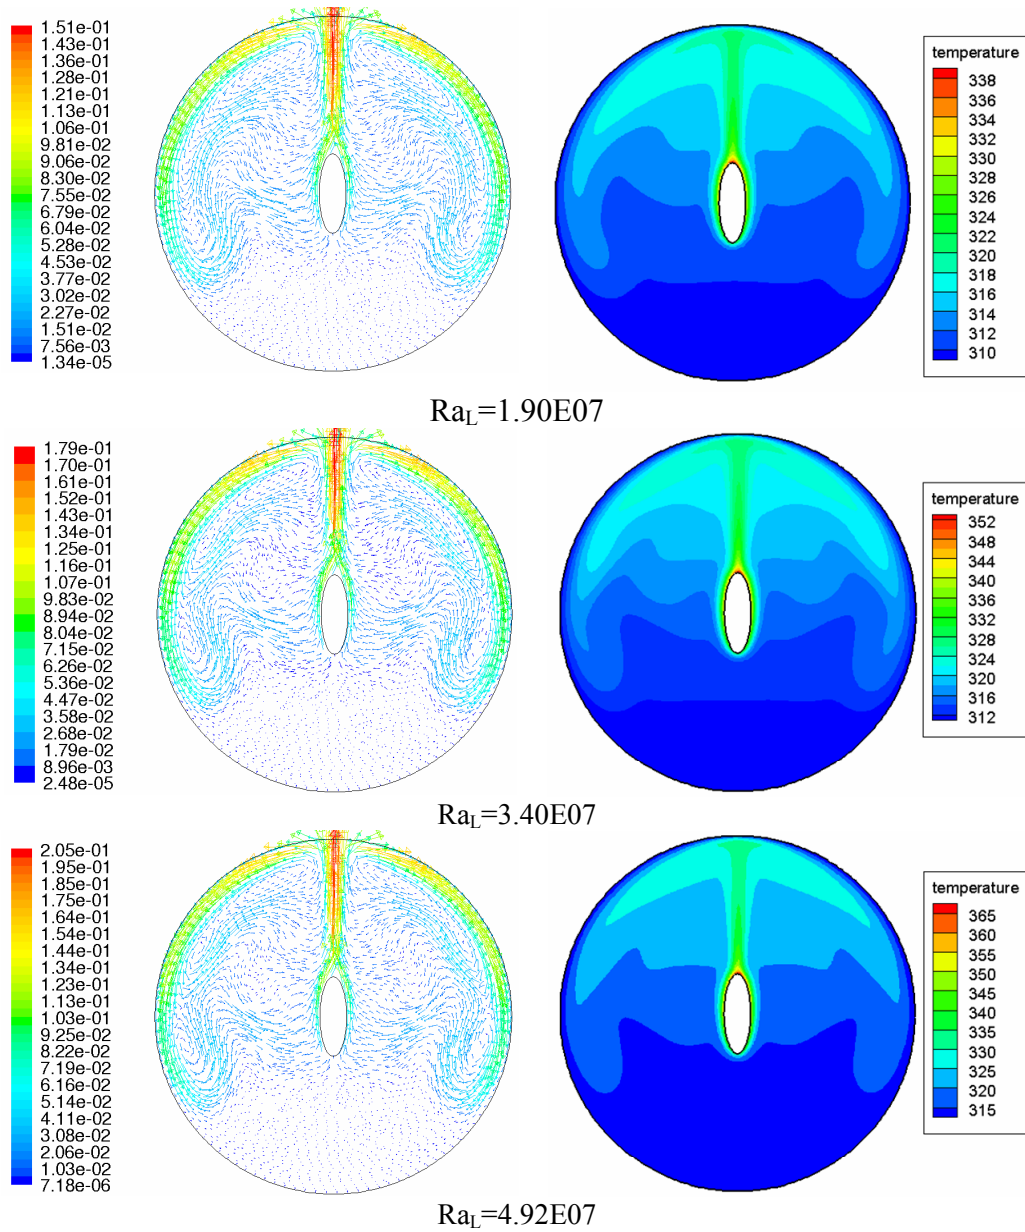 1.51e-01
1.43e-01
1.36e-01
1.28e-01
1.21e-01
1.13e-01
1.06e-01
9.81e-02
9.06e-02
8.30e-02
7.55e-02
6.79e-02
6.04e-02
5.28e-02
4.53e-02
3.77e-02
3.02e-02
2.27e-02
1.51e-02
7.56e-03
1.34e-05
temperature
338
336
334
332
330
328
326
324
322
320
318
316
314
312
310
Ra_L=1.90E07
1.79e-01
1.70e-01
1.61e-01
1.52e-01
1.43e-01
1.34e-01
1.25e-01
1.16e-01
1.07e-01
9.83e-02
8.94e-02
8.04e-02
7.15e-02
6.26e-02
5.36e-02
4.47e-02
3.58e-02
2.68e-02
1.79e-02
8.96e-03
2.48e-05
temperature
352
348
344
340
336
332
328
324
320
316
312
Ra_L=3.40E07
2.05e-01
1.95e-01
1.85e-01
1.75e-01
1.64e-01
1.54e-01
1.44e-01
1.34e-01
1.23e-01
1.13e-01
1.03e-01
9.25e-02
8.22e-02
7.19e-02
6.16e-02
5.14e-02
4.11e-02
3.08e-02
2.06e-02
1.03e-02
7.18e-06
temperature
365
360
355
350
345
340
335
330
325
320
315
Ra_L=4.92E07